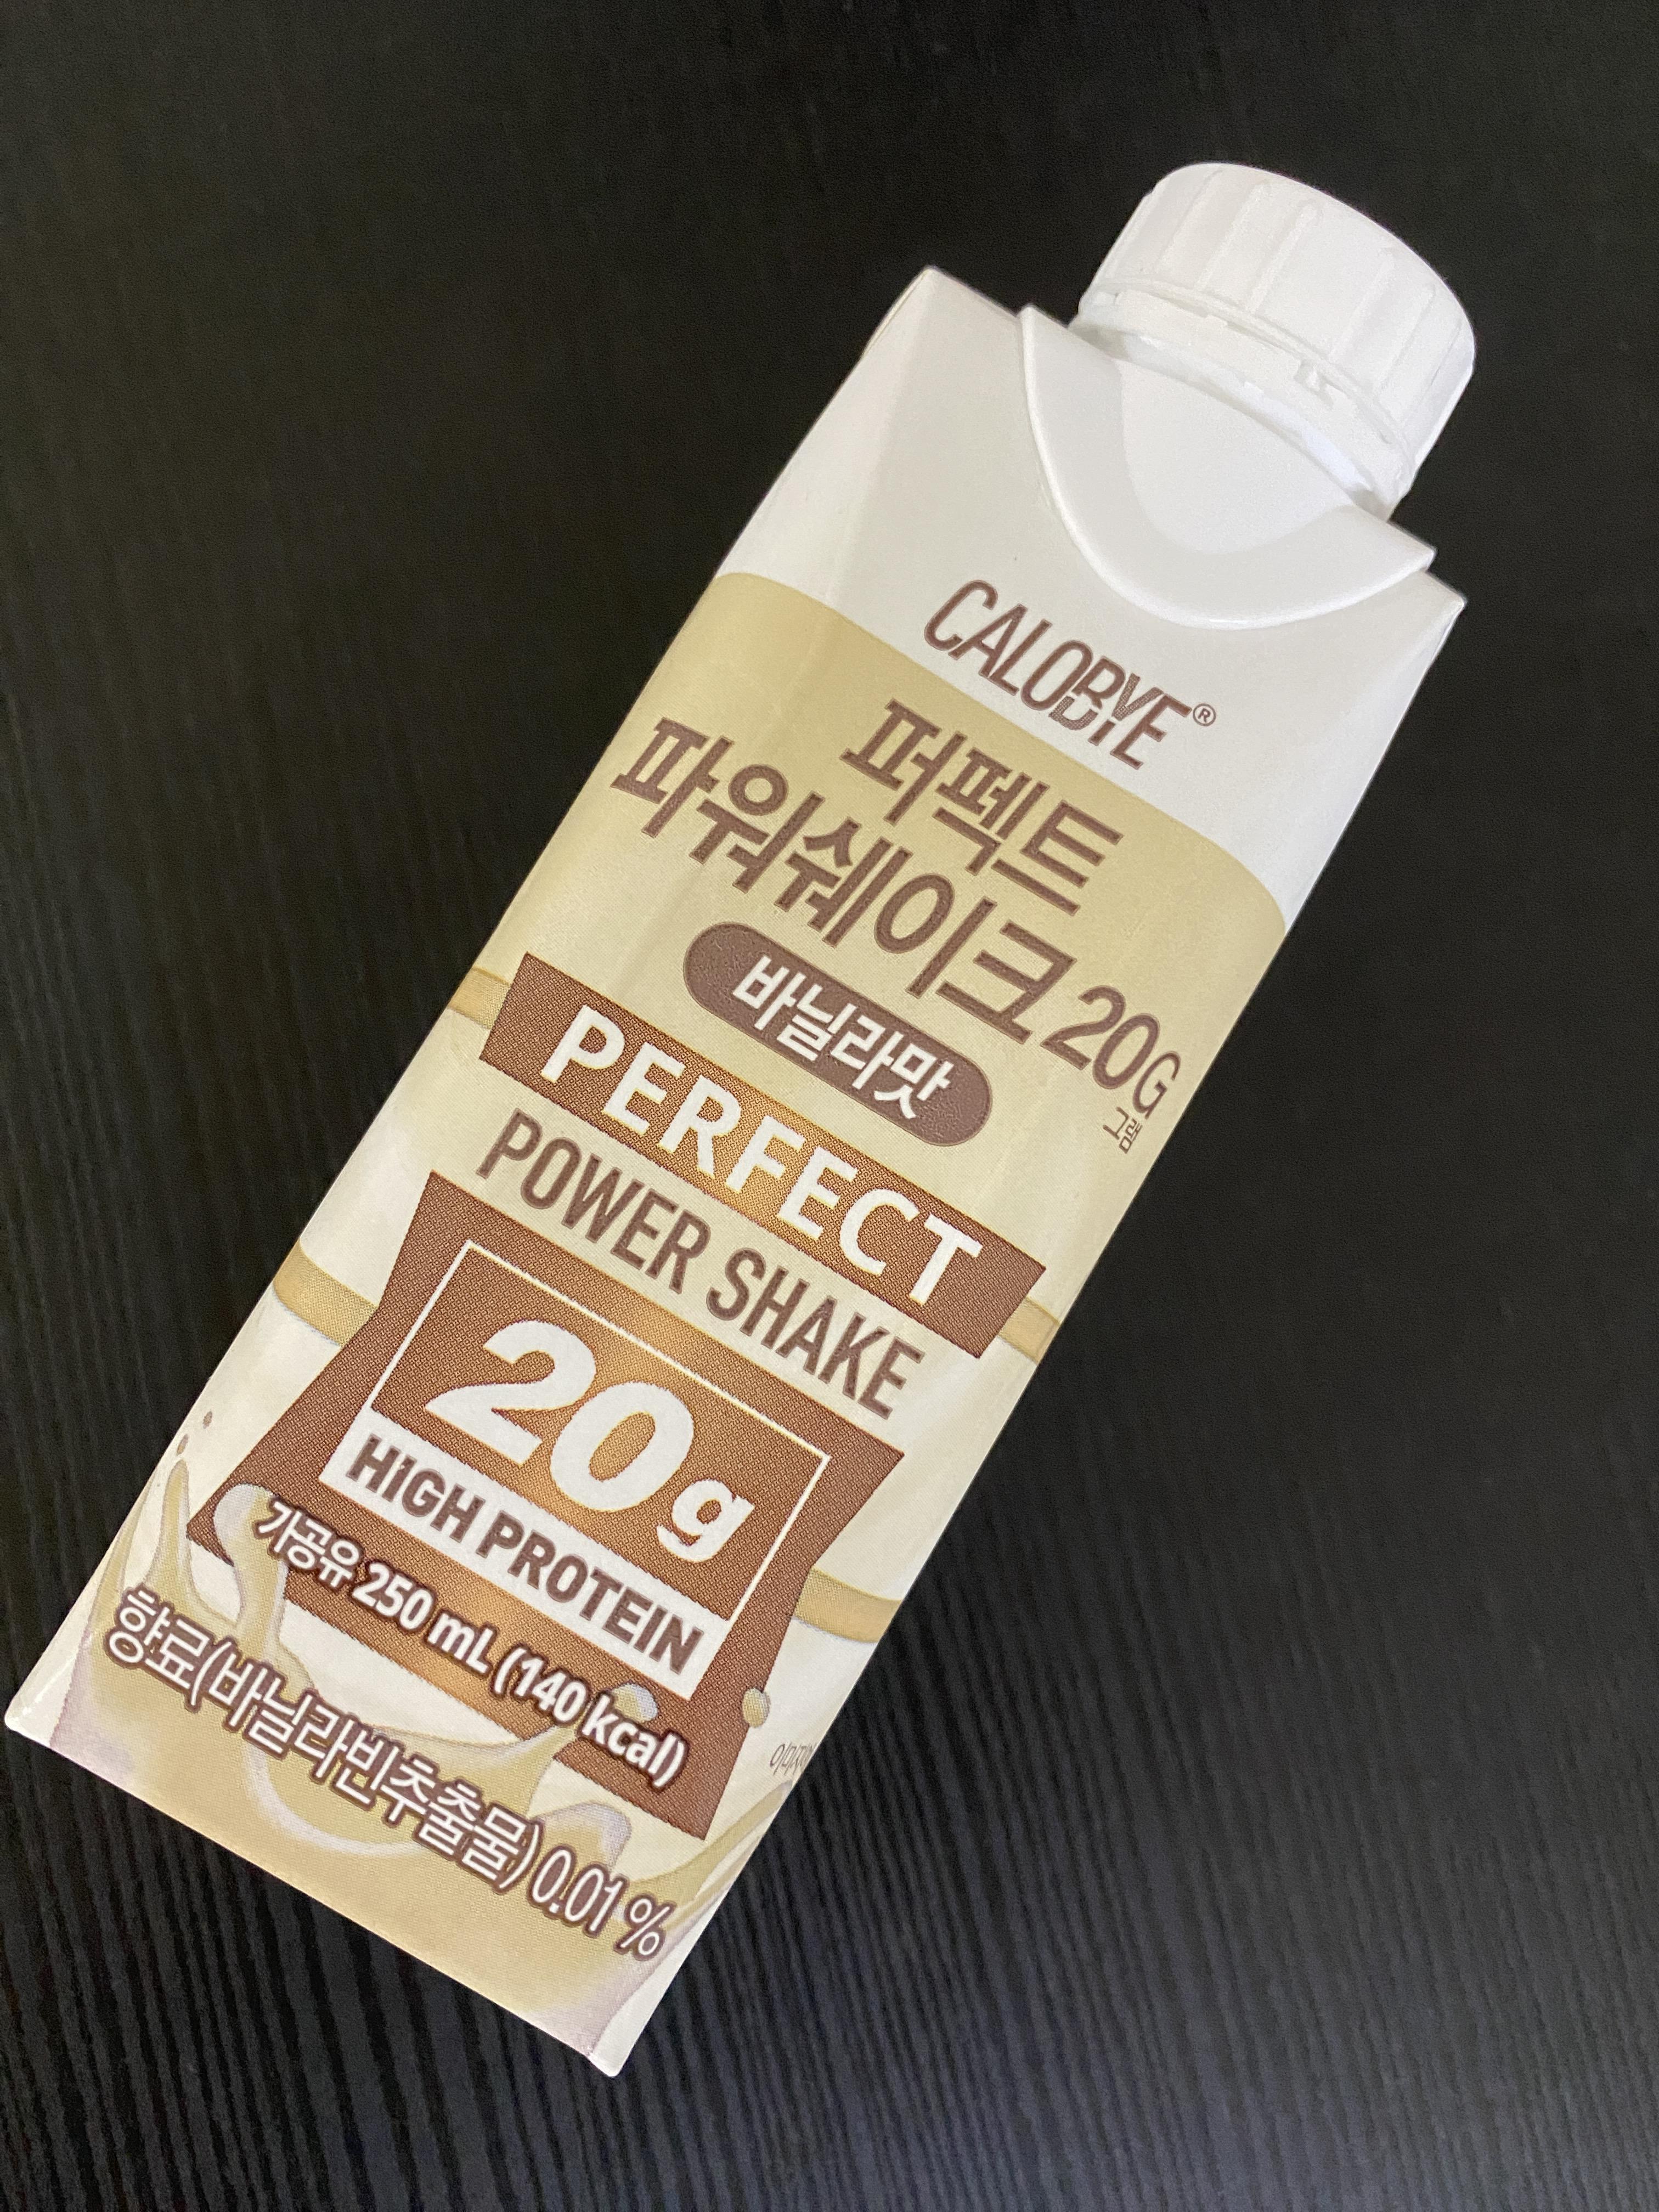 CALOBYE®
퍼펙트
파워쉐이크 20G
그램
바닐라맛
PERFECT
POWER SHAKE
20g
HIGH PROTEIN
가공유 250 mL (140 kcal)
향료(바닐라빈추출물) 0.01 %